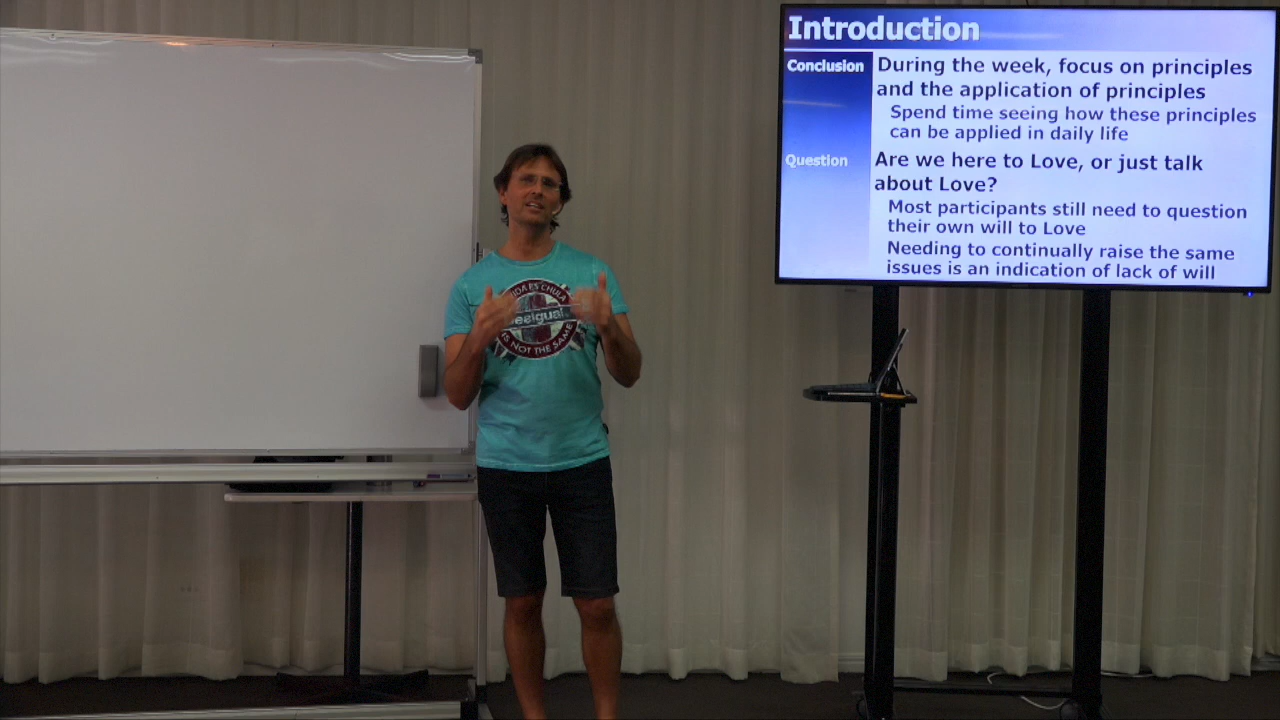 Introduction
Conclusion
During the week, focus on principles
and the application of principles
Spend time seeing how these principles
can be applied in daily life
Question
Are we here to Love, or just talk
about Love?
Most participants still need to question
their own will to Love
Needing to continually raise the same
issues is an indication of lack of will
CHULA
desigual
IS NOT THE SAME